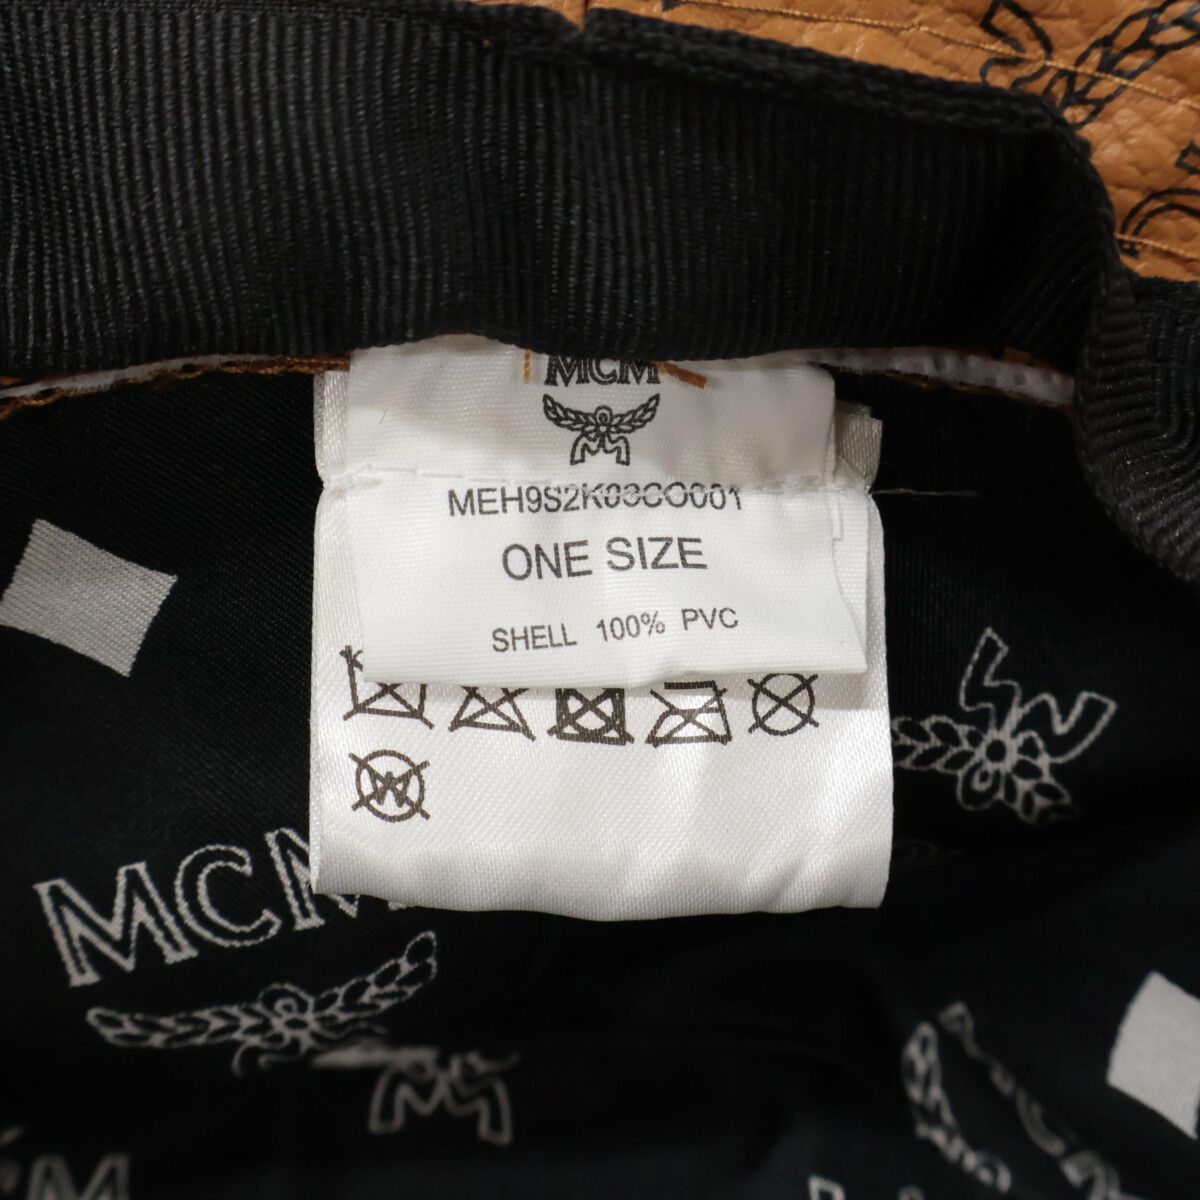 MCM
MEH9S2K03CO001
ONE SIZE
SHELL 100% PVC
W
MCM